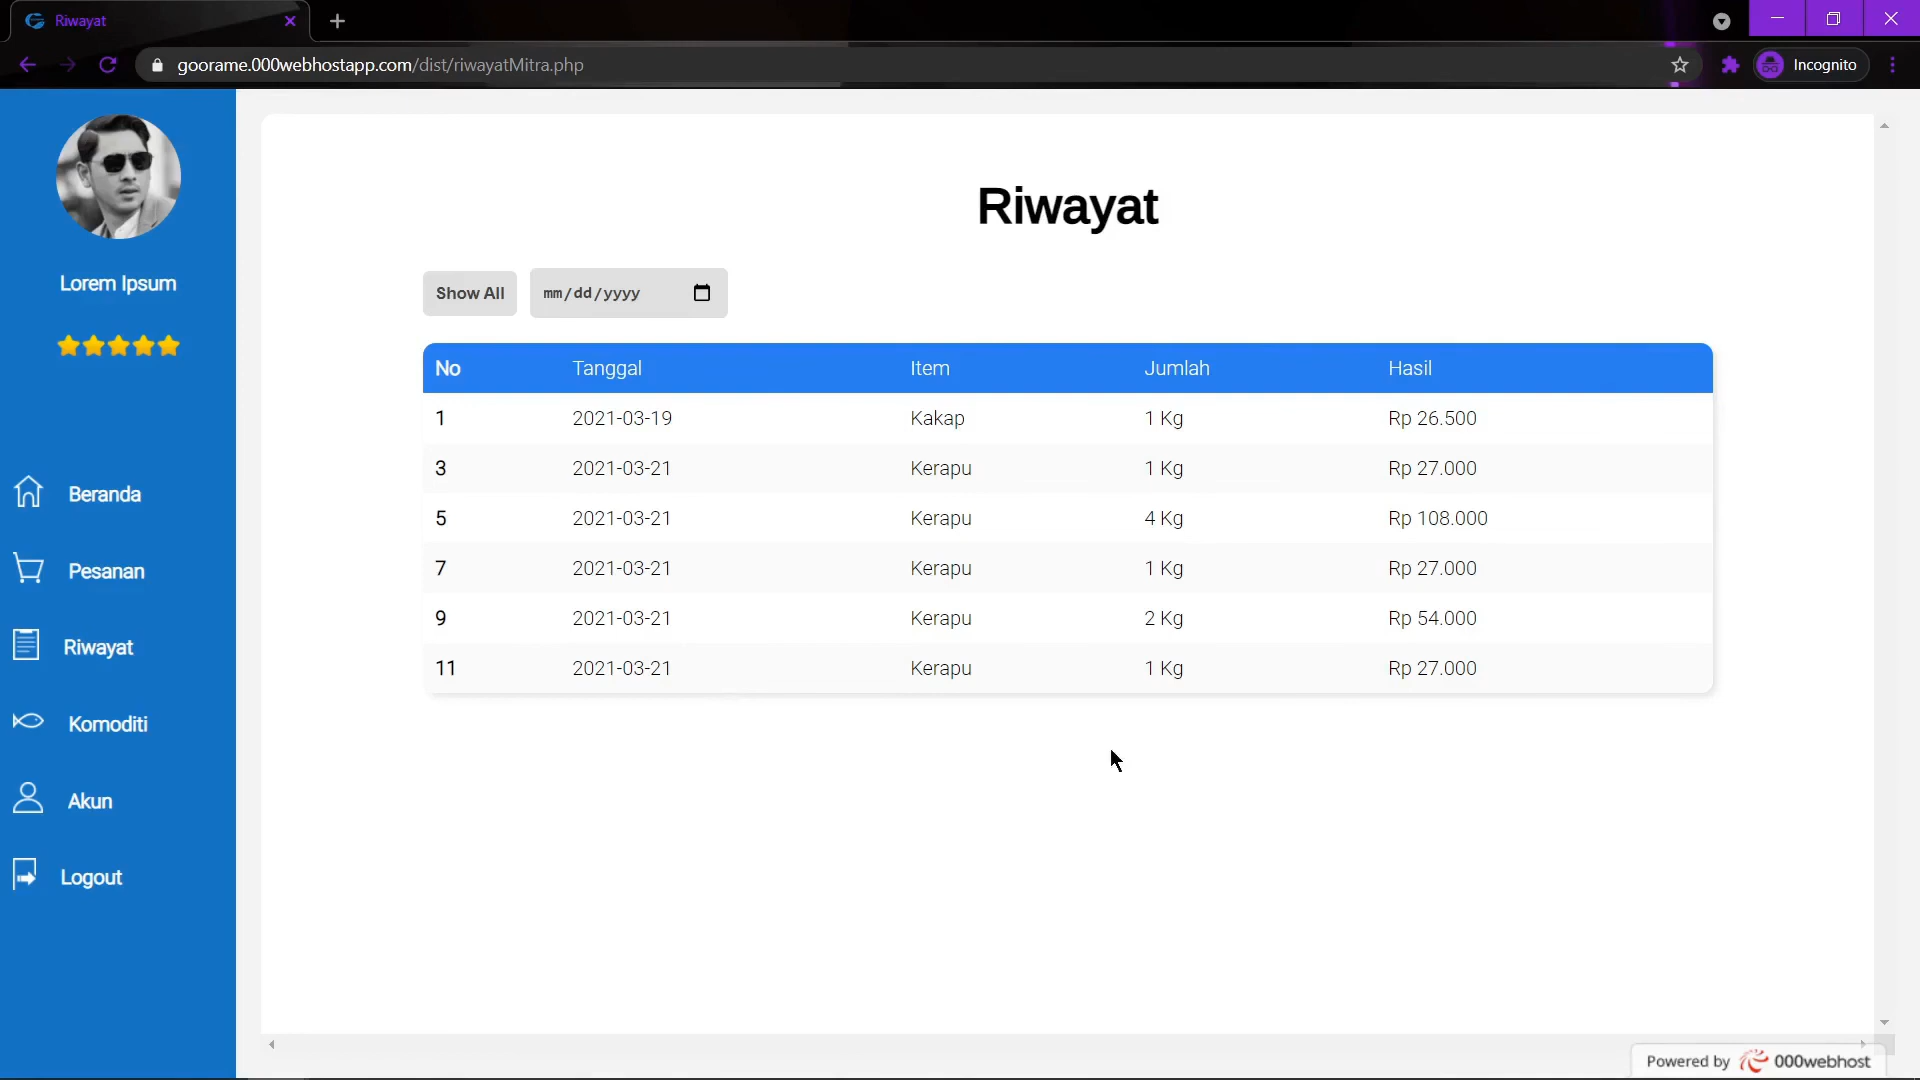 Riwayat
goorame.000webhostapp.com/dist/riwayatMitra.php
Incognito
Lorem Ipsum
Beranda
Pesanan
Riwayat
Komoditi
Akun
Logout
Riwayat
Show All mm/dd/yyyy
No Tanggal Item Jumlah Hasil
1 2021-03-19 Kakap 1 Kg Rp 26.500
3 2021-03-21 Kerapu 1 Kg Rp 27.000
5 2021-03-21 Kerapu 4 Kg Rp 108.000
7 2021-03-21 Kerapu 1 Kg Rp 27.000
9 2021-03-21 Kerapu 2 Kg Rp 54.000
11 2021-03-21 Kerapu 1 Kg Rp 27.000
Powered by 000webhost